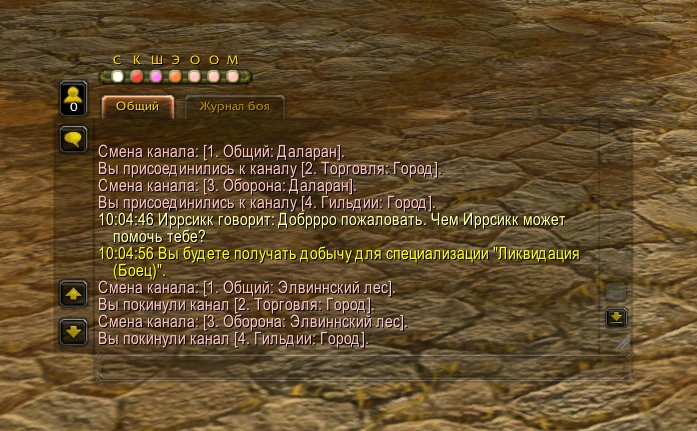 С К Ш Э О О М
0
Общий Журнал боя
Смена канала: [1. Общий: Даларан].
Вы присоединились к каналу [2. Торговля: Город].
Смена канала: [3. Оборона: Даларан].
Вы присоединились к каналу [4. Гильдии: Город].
10:04:46 Иррсикк говорит: Добррро пожаловать. Чем Иррсикк может
помочь тебе?
10:04:56 Вы будете получать добычу для специализации "Ликвидация
(Боец)".
Смена канала: [1. Общий: Элвиннский лес].
Вы покинули канал [2. Торговля: Город].
Смена канала: [3. Оборона: Элвиннский лес].
Вы покинули канал [4. Гильдии: Город].